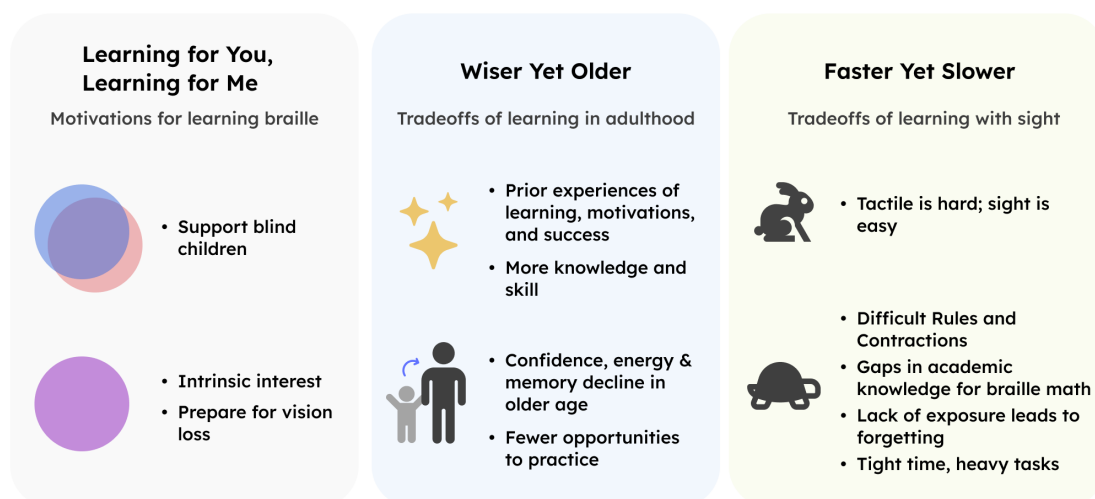 Learning for You,
Learning for Me
Motivations for learning braille
• Support blind
children
• Intrinsic interest
• Prepare for vision
loss
Wiser Yet Older
Tradeoffs of learning in adulthood
• Prior experiences of
learning, motivations,
and success
• More knowledge and
skill
• Confidence, energy &
memory decline in
older age
• Fewer opportunities
to practice
Faster Yet Slower
Tradeoffs of learning with sight
• Tactile is hard; sight is
easy
• Difficult Rules and
Contractions
• Gaps in academic
knowledge for braille math
• Lack of exposure leads to
forgetting
• Tight time, heavy tasks